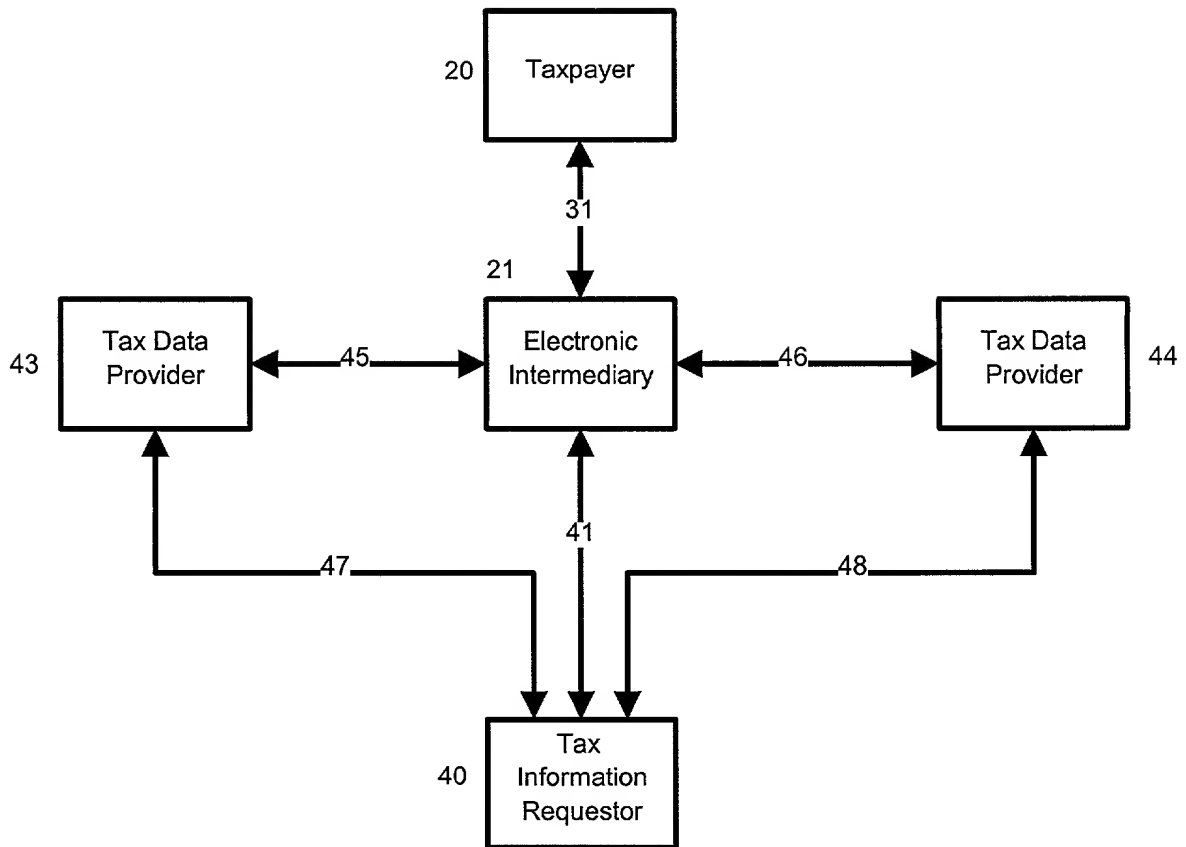 20
Taxpayer
31
21
43
Tax Data
Provider
45
Electronic
Intermediary
46
Tax Data
Provider
44
47
41
48
40
Tax
Information
Requestor